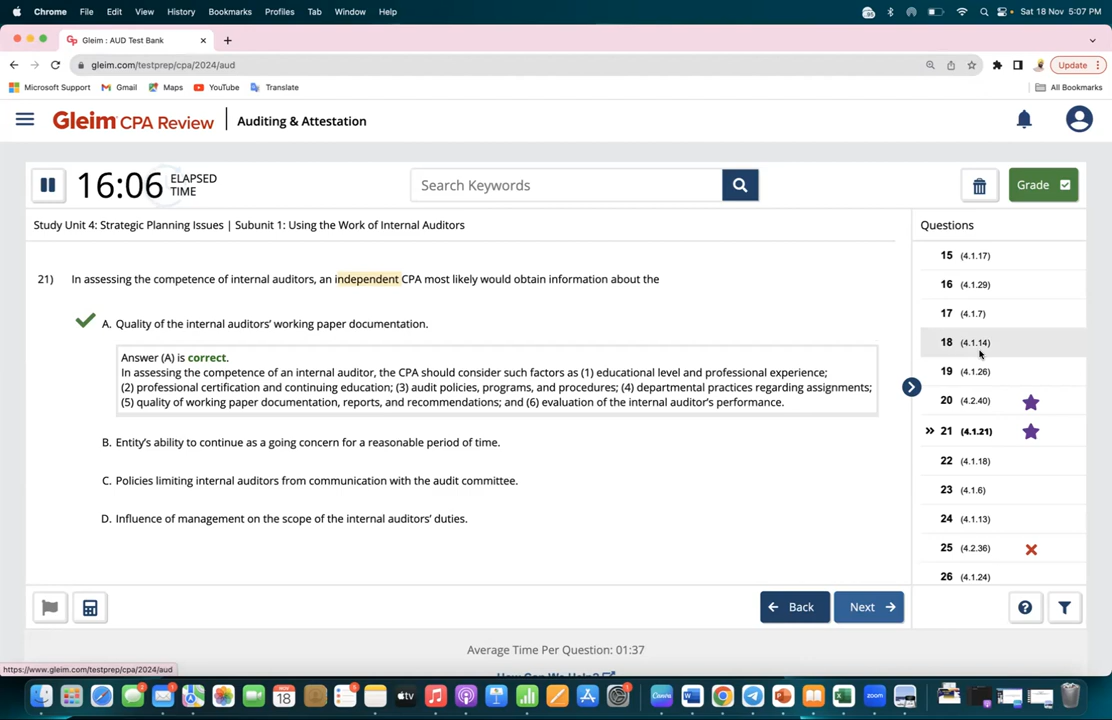 Chrome File Edit View History Bookmarks Profiles Tab Window Help Sat 18 Nov 5:07 PM
Gleim : AUD Test Bank
gleim.com/testprep/cpa/2024/aud Update
Microsoft Support Gmail Maps YouTube Translate All Bookmarks
Gleim CPA Review Auditing & Attestation
16:06 ELAPSED TIME Search Keywords Grade
Study Unit 4: Strategic Planning Issues | Subunit 1: Using the Work of Internal Auditors
21) In assessing the competence of internal auditors, an independent CPA most likely would obtain information about the
A. Quality of the internal auditors' working paper documentation.
Answer (A) is correct.
In assessing the competence of an internal auditor, the CPA should consider such factors as (1) educational level and professional experience;
(2) professional certification and continuing education; (3) audit policies, programs, and procedures; (4) departmental practices regarding assignments;
(5) quality of working paper documentation, reports, and recommendations; and (6) evaluation of the internal auditor's performance.
B. Entity's ability to continue as a going concern for a reasonable period of time.
C. Policies limiting internal auditors from communication with the audit committee.
D. Influence of management on the scope of the internal auditors' duties.
Questions
15 (4.1.17)
16 (4.1.29)
17 (4.1.7)
18 (4.1.14)
19 (4.1.26)
20 (4.2.40)
» 21 (4.1.21)
22 (4.1.18)
23 (4.1.6)
24 (4.1.13)
25 (4.2.36)
26 (4.1.24)
Back Next
Average Time Per Question: 01:37
How Can We Help?
https://www.gleim.com/testprep/cpa/2024/aud
NOV
18
tv
zoom